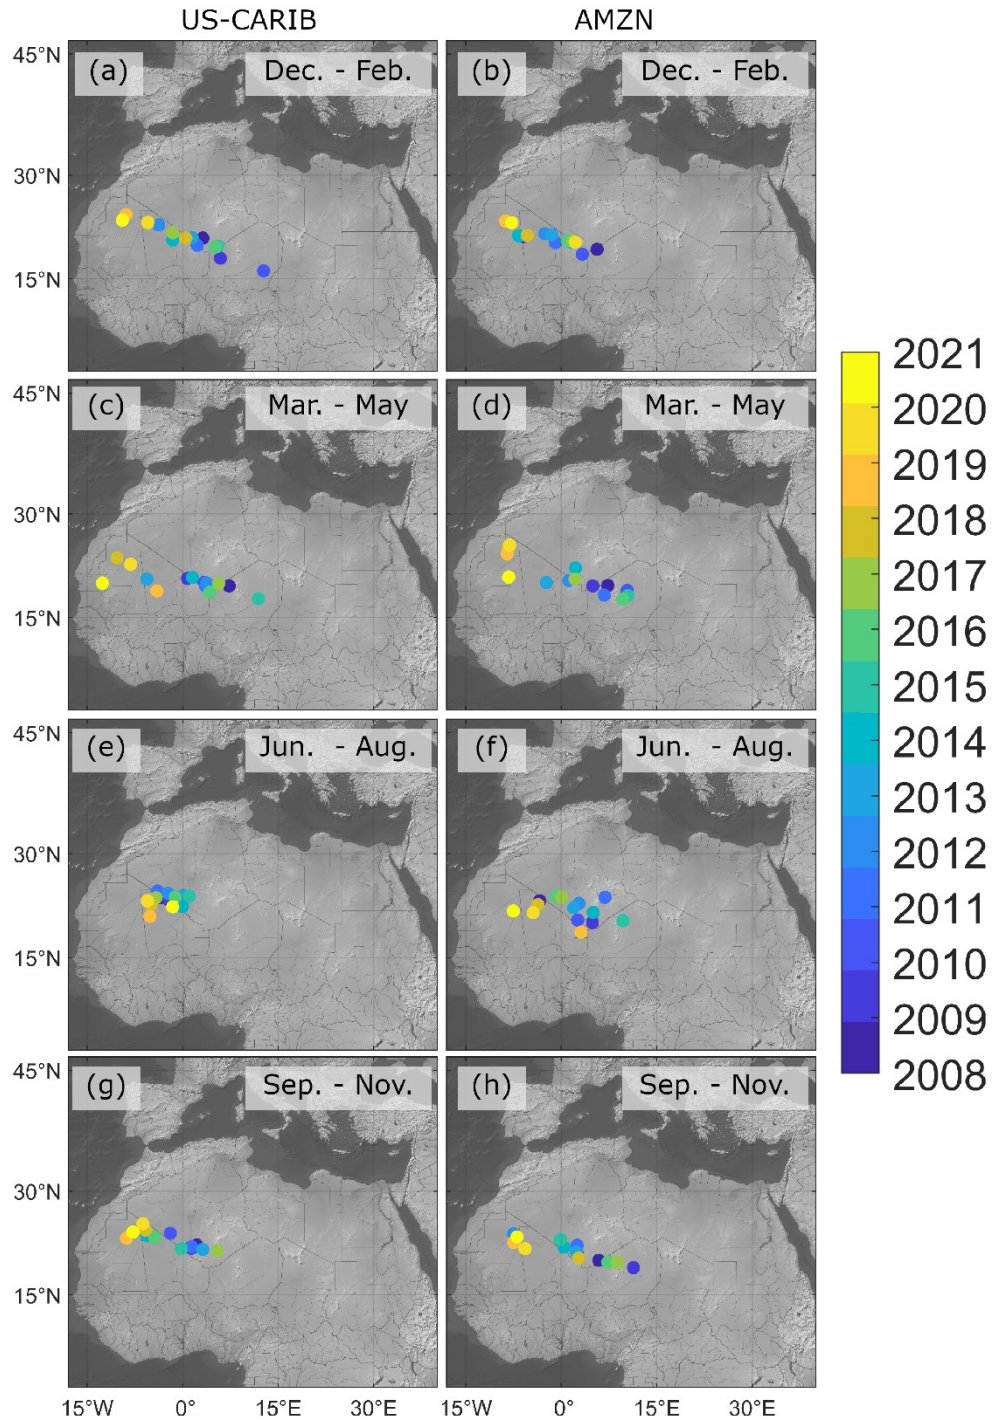 US-CARIB
AMZN
45°N
(a)
Dec. - Feb.
(b)
Dec. - Feb.
30°N
15°N
45°N
(c)
Mar. - May
(d)
Mar. - May
30°N
15°N
45°N
(e)
Jun. - Aug.
(f)
Jun. - Aug.
30°N
15°N
45°N
(g)
Sep. - Nov.
(h)
Sep. - Nov.
30°N
15°N
15°W
0°
15°E
30°E
15°W
0°
15°E
30°E
2021
2020
2019
2018
2017
2016
2015
2014
2013
2012
2011
2010
2009
2008